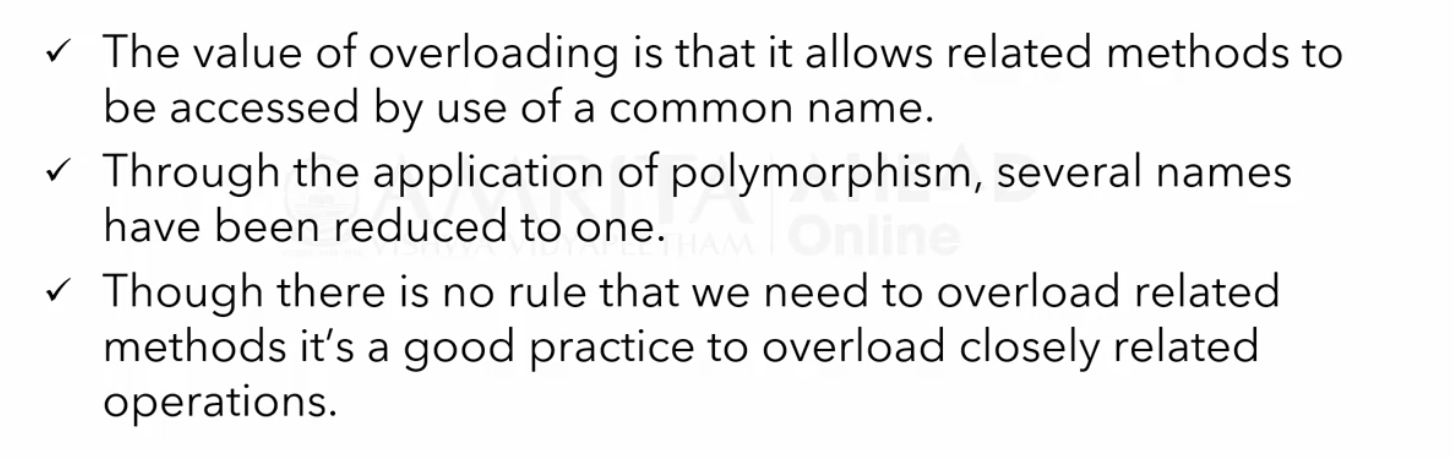 ✓ The value of overloading is that it allows related methods to
be accessed by use of a common name.
✓ Through the application of polymorphism, several names
have been reduced to one.
AMRITA AHEAD
VISHWA VIDYAPEETHAM Online
✓ Though there is no rule that we need to overload related
methods it’s a good practice to overload closely related
operations.